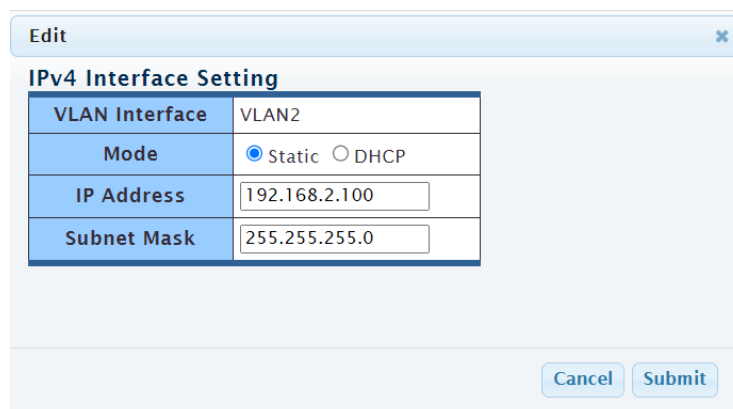 Edit
IPv4 Interface Setting
VLAN Interface VLAN2
Mode Static DHCP
IP Address 192.168.2.100
Subnet Mask 255.255.255.0
Cancel Submit